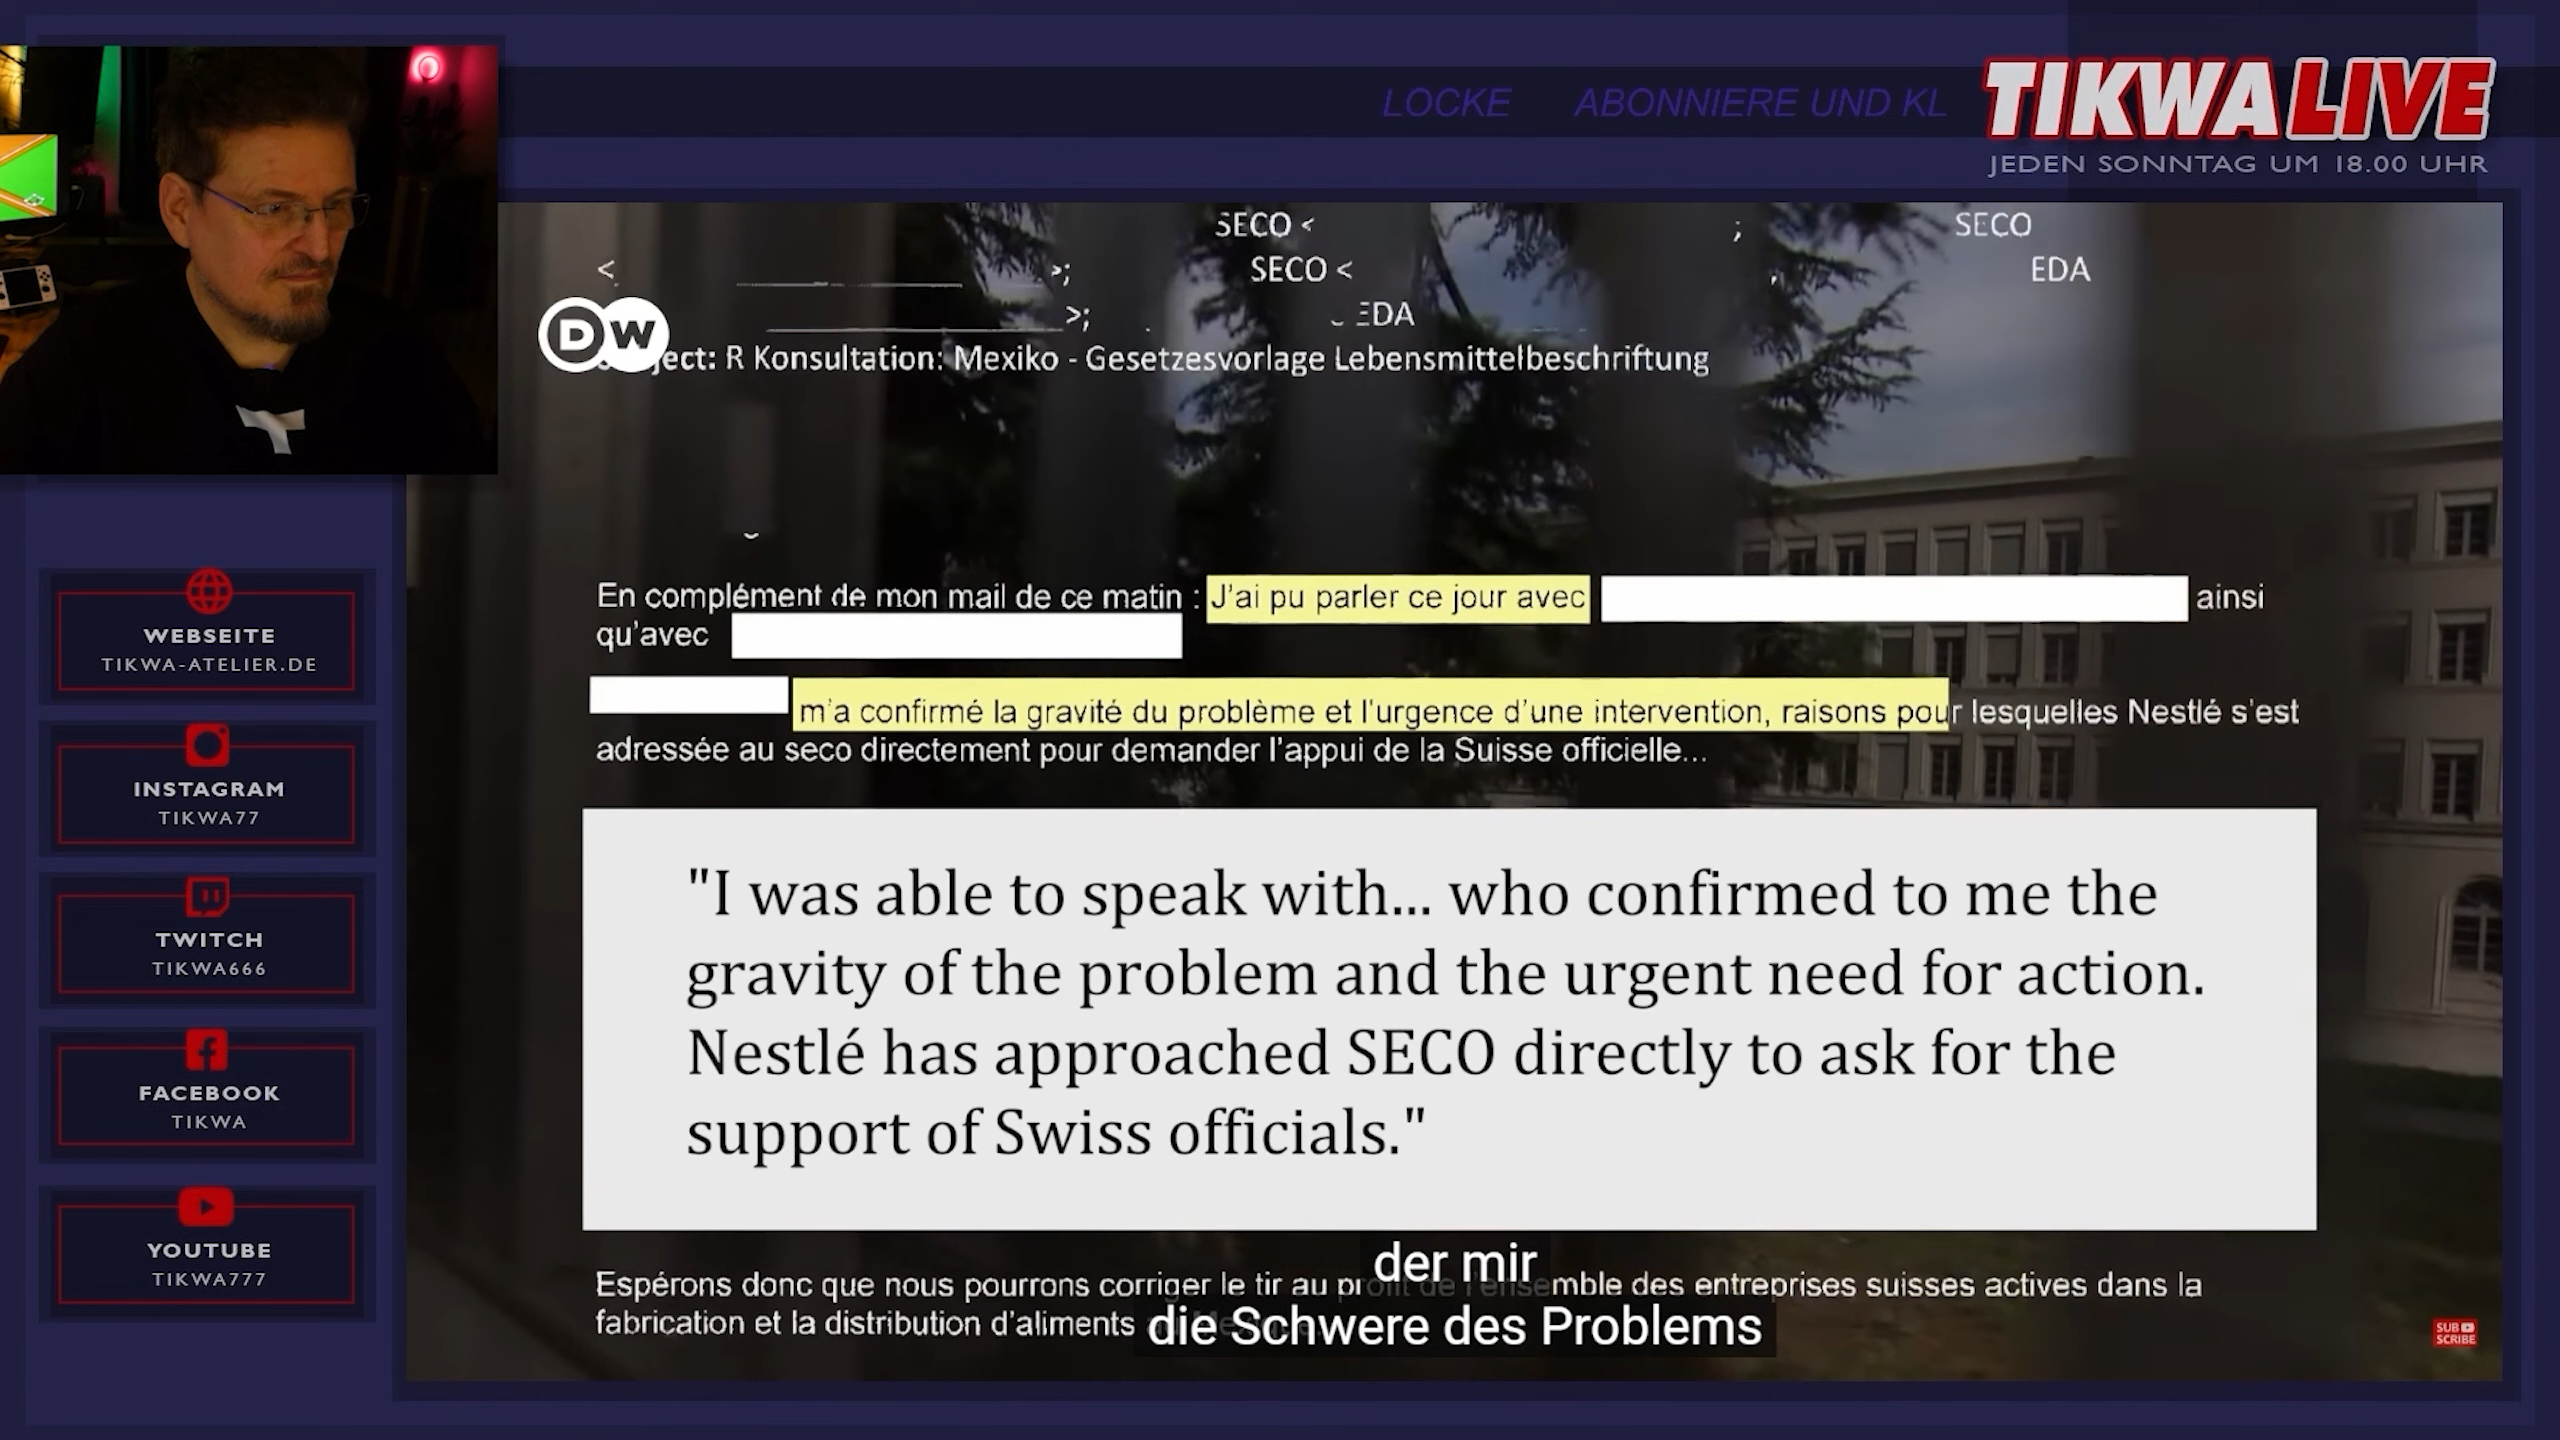 LOCKE ABONNIERE UND KL
TIKWA LIVE
JEDEN SONNTAG UM 18.00 UHR
SECO < ; SECO
< >; SECO < , EDA
>; EDA
DW
ject: R Konsultation: Mexiko - Gesetzesvorlage Lebensmittelbeschriftung
En complément de mon mail de ce matin : J'ai pu parler ce jour avec ainsi
qu'avec
m'a confirmé la gravité du problème et l'urgence d'une intervention, raisons pour lesquelles Nestlé s'est
adressée au seco directement pour demander l'appui de la Suisse officielle...
"I was able to speak with... who confirmed to me the
gravity of the problem and the urgent need for action.
Nestlé has approached SECO directly to ask for the
support of Swiss officials."
der mir
Espérons donc que nous pourrons corriger le tir au profit de l'ensemble des entreprises suisses actives dans la
fabrication et la distribution d'aliments
die Schwere des Problems
SUB
SCRIBE
WEBSEITE
TIKWA-ATELIER.DE
INSTAGRAM
TIKWA77
TWITCH
TIKWA666
FACEBOOK
TIKWA
YOUTUBE
TIKWA777